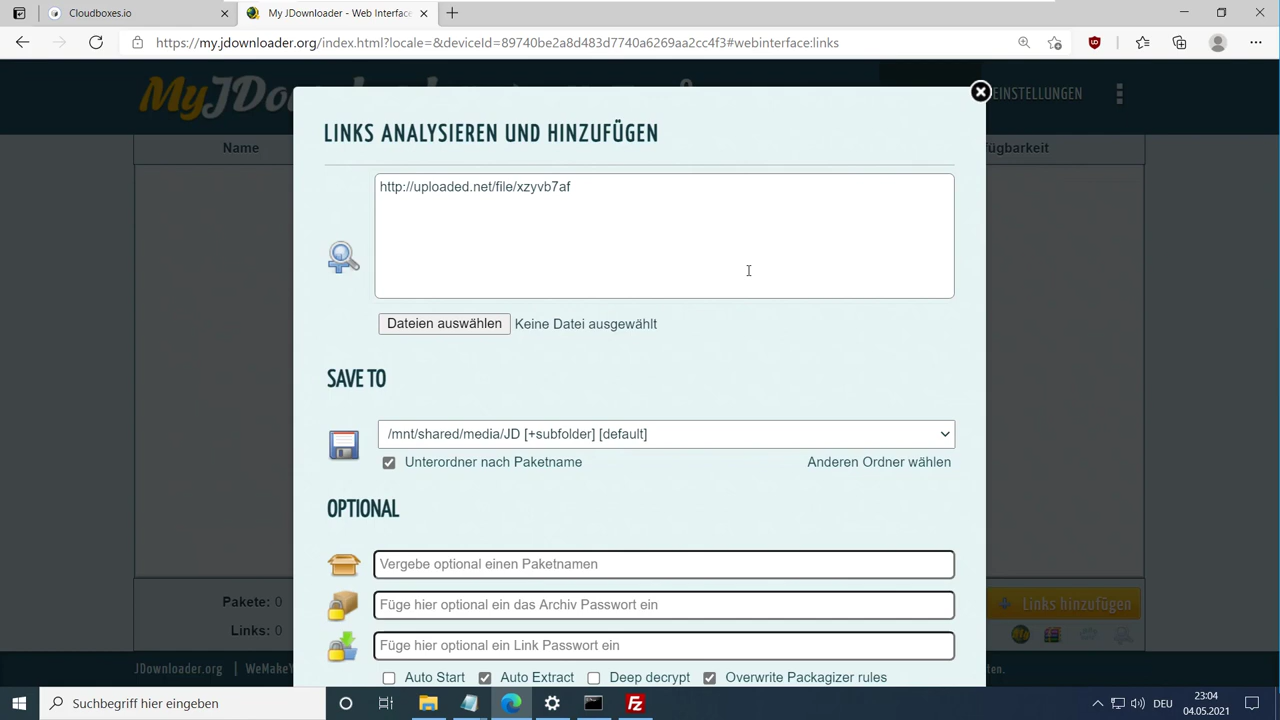 Cloudboxes.io
My JDownloader - Web Interface
https://my.jdownloader.org/index.html?locale=&deviceId=89740be2a8d483d7740a6269aa2cc4f3#webinterface:links
MyJDo
EINSTELLUNGEN
LINKS ANALYSIEREN UND HINZUFÜGEN
Name
fügbarkeit
http://uploaded.net/file/xzyvb7af
Dateien auswählen Keine Datei ausgewählt
SAVE TO
/mnt/shared/media/JD [+subfolder] [default]
Unterordner nach Paketname
Anderen Ordner wählen
OPTIONAL
Vergebe optional einen Paketnamen
Füge hier optional ein das Archiv Passwort ein
Füge hier optional ein Link Passwort ein
Pakete: 0
Links: 0
Links hinzufügen
Auto Start Auto Extract Deep decrypt Overwrite Packagizer rules
JDownloader.org | WeMakeY
ten.
Suchbegriff hier eingeben
DEU
23:04
04.05.2021